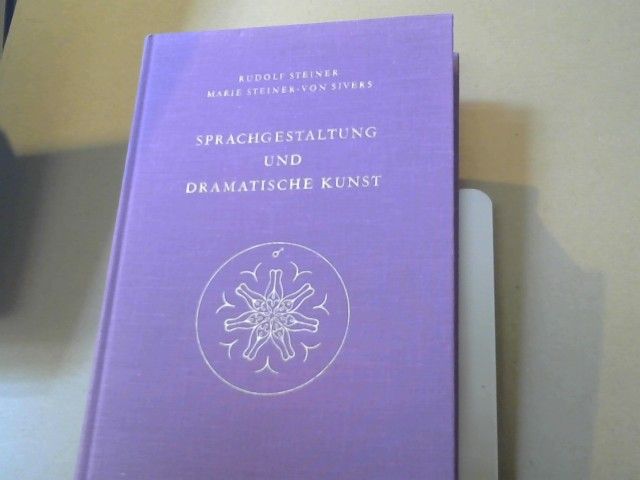 RUDOLF STEINER
MARIE STEINER-VON SIVERS
SPRACHGESTALTUNG
UND
DRAMATISCHE KUNST